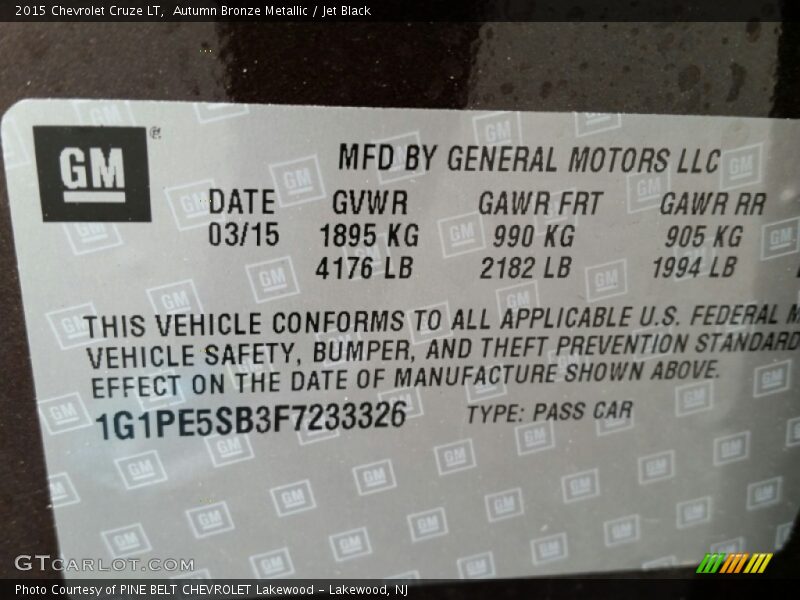 2015 Chevrolet Cruze LT, Autumn Bronze Metallic / Jet Black
GM ®
MFD BY GENERAL MOTORS LLC
DATE GVWR GAWR FRT GAWR RR
03/15 1895 KG 990 KG 905 KG
4176 LB 2182 LB 1994 LB
THIS VEHICLE CONFORMS TO ALL APPLICABLE U.S. FEDERAL M
VEHICLE SAFETY, BUMPER, AND THEFT PREVENTION STANDARD
EFFECT ON THE DATE OF MANUFACTURE SHOWN ABOVE.
1G1PE5SB3F7233326 TYPE: PASS CAR
GTCarLot.com
Photo Courtesy of PINE BELT CHEVROLET Lakewood - Lakewood, NJ